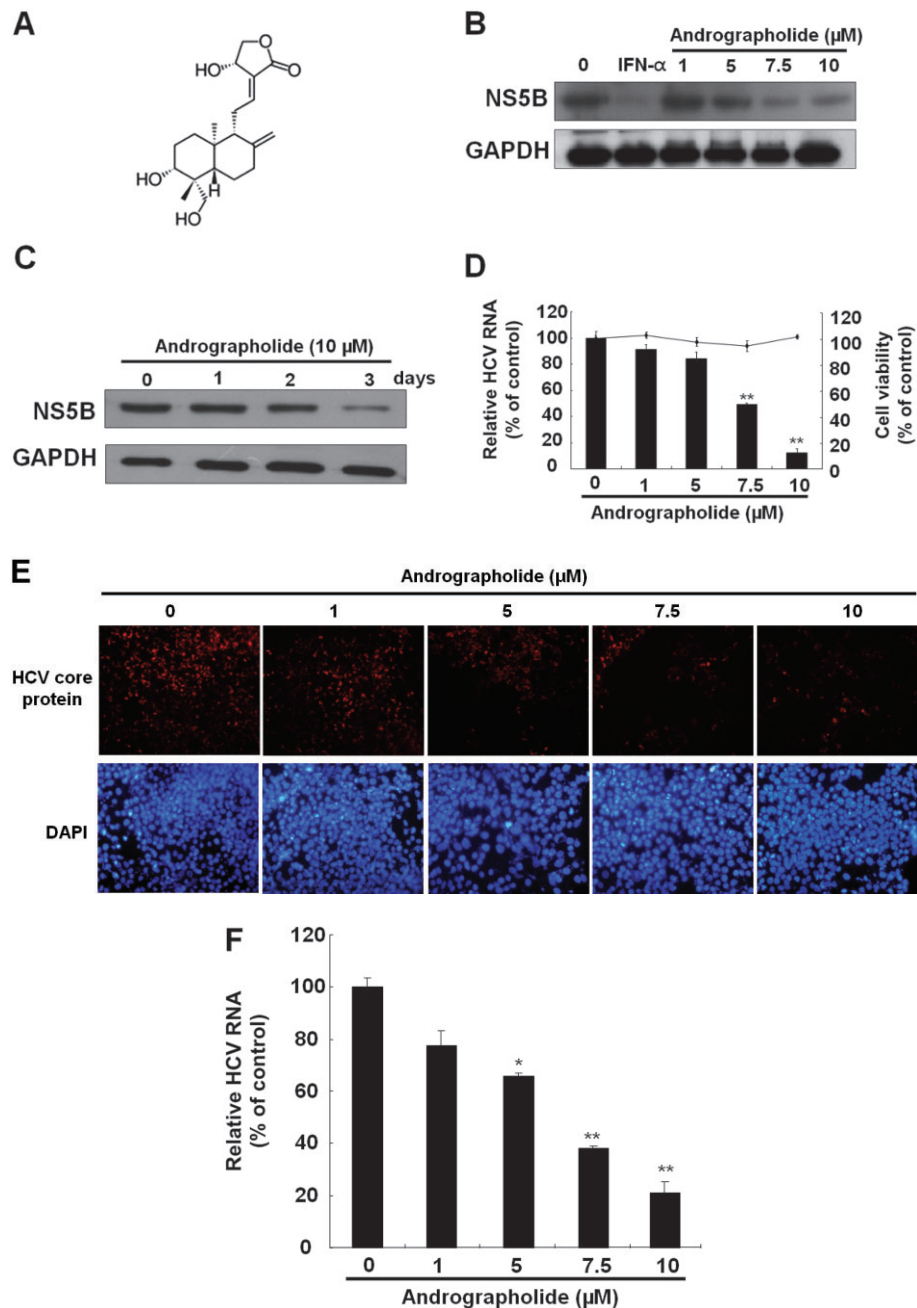 A
O
O
HO
HO
H
HO
B
Andrographolide (µM)
0 IFN-α 1 5 7.5 10
NS5B
GAPDH
C
Andrographolide (10 µM)
0 1 2 3 days
NS5B
GAPDH
D
Relative HCV RNA
(% of control)
120
100
80
60
40
20
0
**
**
120
100
80
60
40
20
0
Cell viability
(% of control)
0 1 5 7.5 10
Andrographolide (µM)
E
Andrographolide (µM)
0 1 5 7.5 10
HCV core
protein
DAPI
F
Relative HCV RNA
(% of control)
120
100
80
60
40
20
0
*
**
**
0 1 5 7.5 10
Andrographolide (µM)